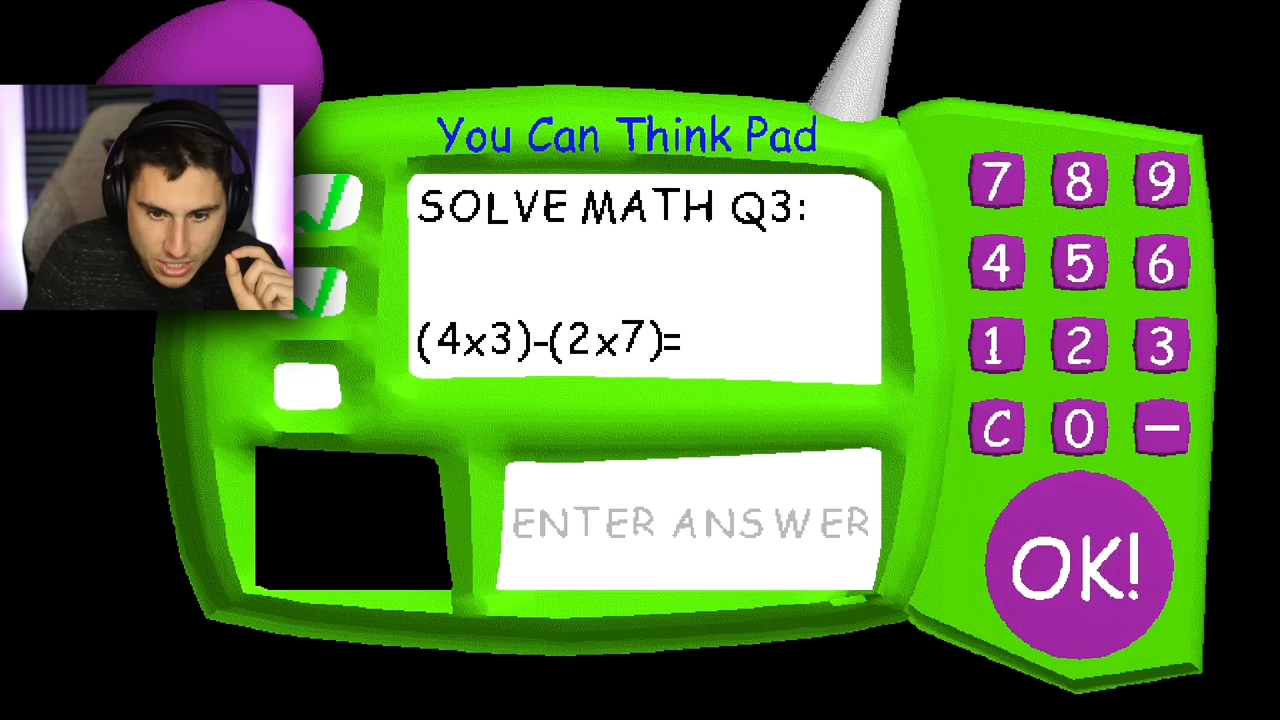 You Can Think Pad
SOLVE MATH Q3:
(4x3)-(2x7)=
ENTER ANSWER
7 8 9
4 5 6
1 2 3
C 0 -
OK!